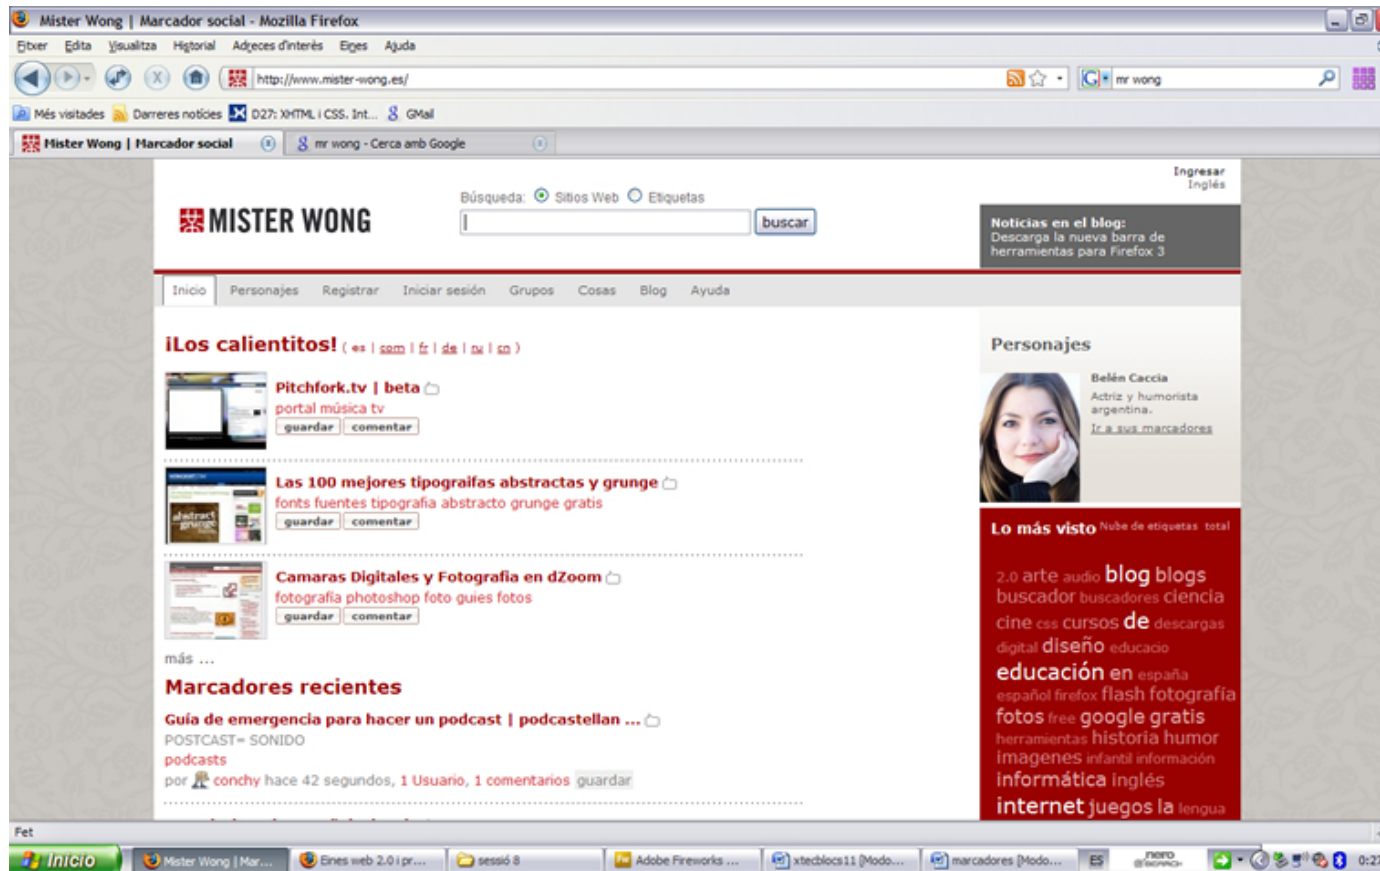 Mister Wong | Marcador social - Mozilla Firefox
Fitxer Edita Visualitza Historial Adreces d'interès Eines Ajuda
http://www.mister-wong.es/
mr wong
Més visitades Darreres notícies D27: XHTML i CSS. Int... GMail
Mister Wong | Marcador social mr wong - Cerca amb Google
Ingresar
Inglés
Búsqueda: Sitios Web Etiquetas
MISTER WONG
buscar
Noticias en el blog:
Descarga la nueva barra de
herramientas para Firefox 3
Inicio Personajes Registrar Iniciar sesión Grupos Cosas Blog Ayuda
¡Los calientitos! ( es | com | fr | de | ru | cn )
Pitchfork.tv | beta
portal música tv
guardar comentar
Las 100 mejores tipograifas abstractas y grunge
fonts fuentes tipografia abstracto grunge gratis
guardar comentar
abstract
grunge
Camaras Digitales y Fotografia en dZoom
fotografía photoshop foto guies fotos
guardar comentar
más ...
Marcadores recientes
Guía de emergencia para hacer un podcast | podcastellan ...
POSTCAST= SONIDO
podcasts
por conchy hace 42 segundos, 1 Usuario, 1 comentarios guardar
Personajes
Belén Caccia
Actriz y humorista
argentina.
Ir a sus marcadores
Lo más visto Nube de etiquetas total
2.0 arte audio blog blogs
buscador buscadores ciencia
cine css cursos de descargas
digital diseño educacio
educación en españa
español firefox flash fotografía
fotos free google gratis
herramientas historia humor
imagenes infantil información
informática inglés
internet juegos la lengua
Fet
Inicio Mister Wong | Mar... Eines web 2.0 i pr... sessió 8 Adobe Fireworks ... xtecblocs11 [Modo... marcadores [Modo... ES nero 0:27